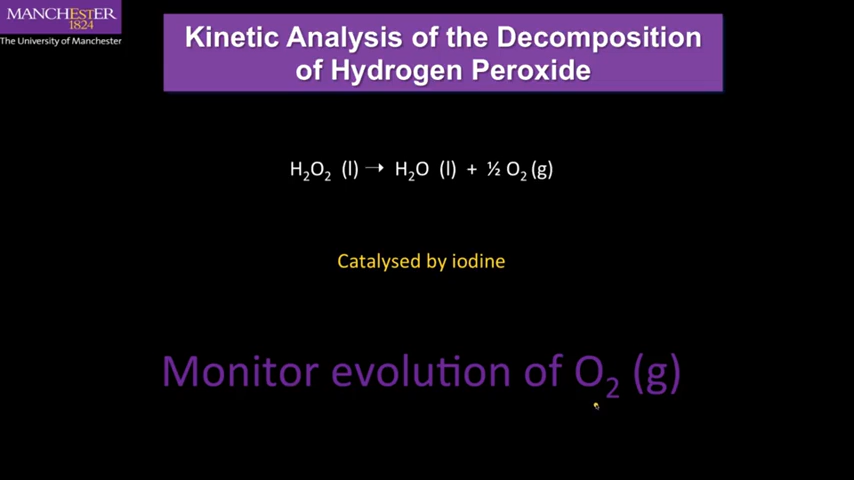 MANCHESTER
1824
The University of Manchester
Kinetic Analysis of the Decomposition
of Hydrogen Peroxide
H₂O₂ (l) → H₂O (l) + ½ O₂ (g)
Catalysed by iodine
Monitor evolution of O₂ (g)